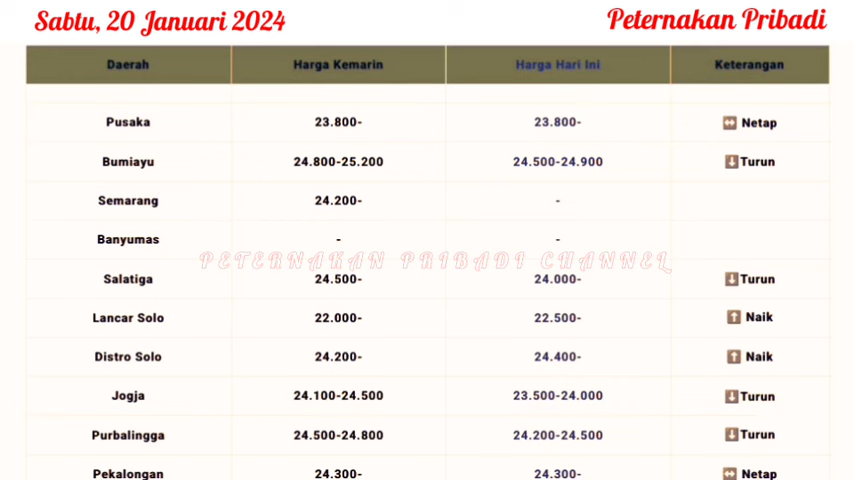 Sabtu, 20 Januari 2024 Peternakan Pribadi
Daerah Harga Kemarin Harga Hari Ini Keterangan
Pusaka 23.800- 23.800- ↔ Netap
Bumiayu 24.800-25.200 24.500-24.900 ⬇Turun
Semarang 24.200- -
Banyumas - -
PETERNAKAN PRIBADI CHANNEL
Salatiga 24.500- 24.000- ⬇Turun
Lancar Solo 22.000- 22.500- ⬆ Naik
Distro Solo 24.200- 24.400- ⬆ Naik
Jogja 24.100-24.500 23.500-24.000 ⬇Turun
Purbalingga 24.500-24.800 24.200-24.500 ⬇Turun
Pekalongan 24.300- 24.300- ↔ Netap